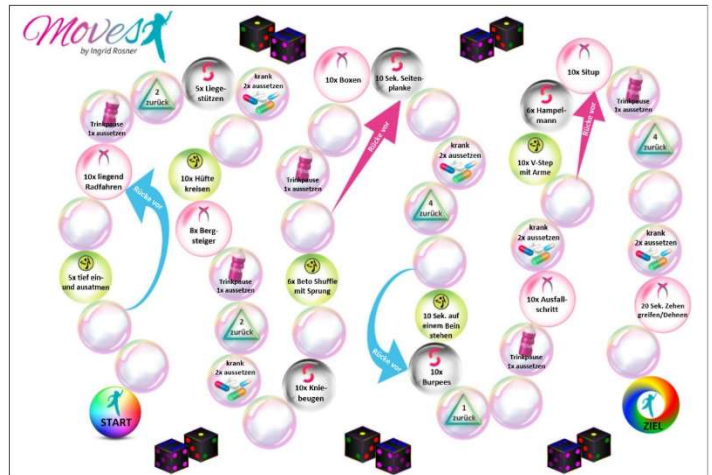 Moves
by Ingrid Rosner
START
5x tief ein-
und ausatmen
Rücke vor
10x liegend
Radfahren
Trinkpause
1x aussetzen
2
zurück
5x Liege-
stützen
krank
2x aussetzen
10x Hüfte
kreisen
8x Berg-
steiger
Trinkpause
1x aussetzen
2
zurück
krank
2x aussetzen
10x Knie-
beugen
6x Beto Shuffle
mit Sprung
Rücke vor
Trinkpause
1x aussetzen
10x Boxen
10 Sek. Seiten-
planke
krank
2x aussetzen
4
zurück
Rücke vor
10 Sek. auf
einem Bein
stehen
10x
Burpees
1
zurück
Trinkpause
1x aussetzen
10x Ausfall-
schritt
krank
2x aussetzen
Rücke vor
10x V-Step
mit Arme
6x Hampel-
mann
10x Situp
Trinkpause
1x aussetzen
4
zurück
krank
2x aussetzen
20 Sek. Zehen
greifen/Dehnen
ZIEL